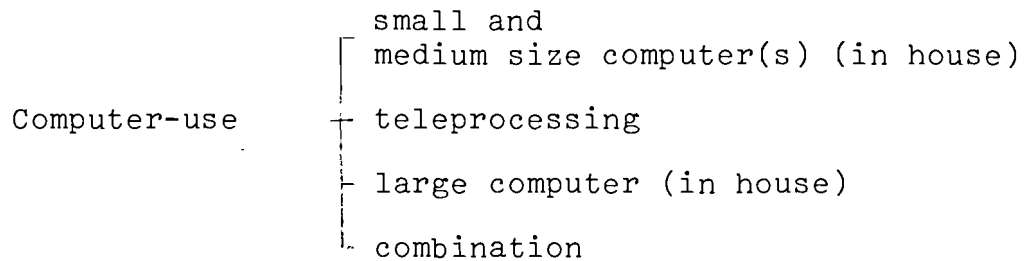 small and
medium size computer(s) (in house)
Computer-use
teleprocessing
large computer (in house)
combination